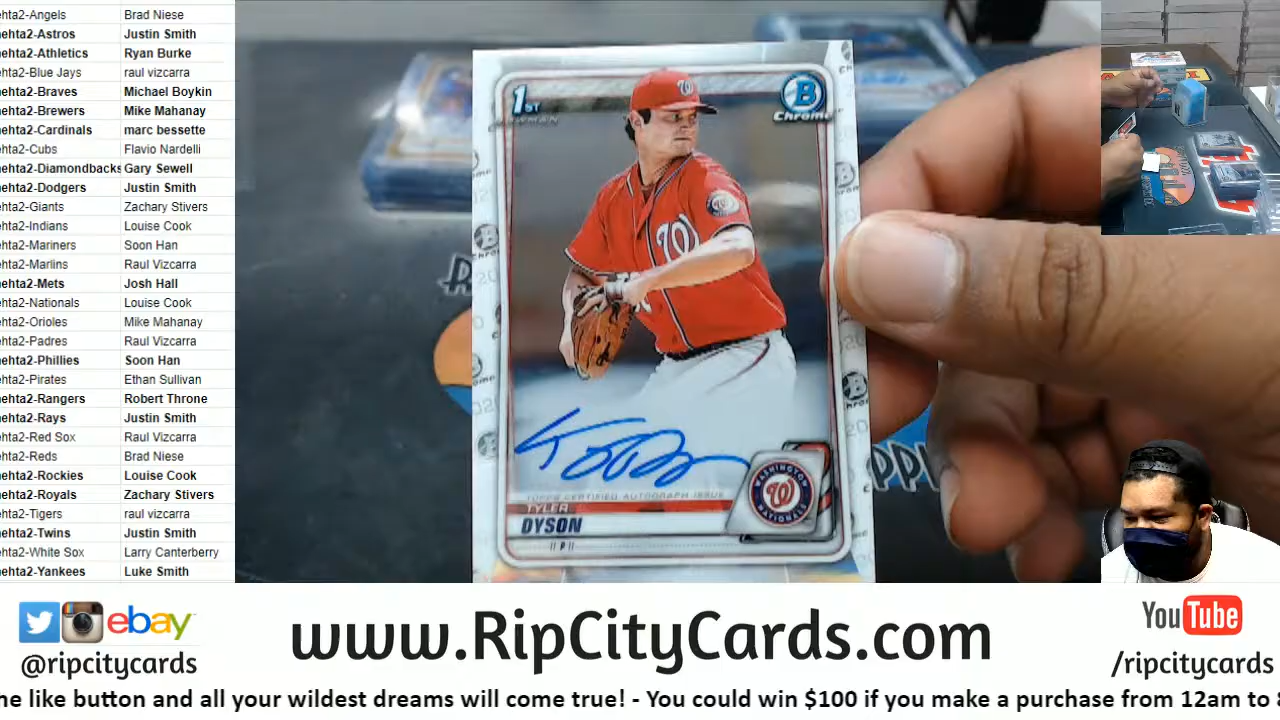 ehta2-Angels Brad Niese
ehta2-Astros Justin Smith
ehta2-Athletics Ryan Burke
ehta2-Blue Jays raul vizcarra
ehta2-Braves Michael Boykin
ehta2-Brewers Mike Mahanay
ehta2-Cardinals marc bessette
ehta2-Cubs Flavio Nardelli
ehta2-Diamondbacks Gary Sewell
ehta2-Dodgers Justin Smith
ehta2-Giants Zachary Stivers
ehta2-Indians Louise Cook
ehta2-Mariners Soon Han
ehta2-Marlins Raul Vizcarra
ehta2-Mets Josh Hall
ehta2-Nationals Louise Cook
ehta2-Orioles Mike Mahanay
ehta2-Padres Raul Vizcarra
ehta2-Phillies Soon Han
ehta2-Pirates Ethan Sullivan
ehta2-Rangers Robert Throne
ehta2-Rays Justin Smith
ehta2-Red Sox Raul Vizcarra
ehta2-Reds Brad Niese
ehta2-Rockies Louise Cook
ehta2-Royals Zachary Stivers
ehta2-Tigers raul vizcarra
ehta2-Twins Justin Smith
ehta2-White Sox Larry Canterberry
ehta2-Yankees Luke Smith
1ST
B
Chrome
W
TOPPS CERTIFIED AUTOGRAPH ISSUE
TYLER
DYSON
P
WASHINGTON
W
NATIONALS
ebay
@ripcitycards
www.RipCityCards.com
YouTube
/ripcitycards
he like button and all your wildest dreams will come true! - You could win $100 if you make a purchase from 12am to 8